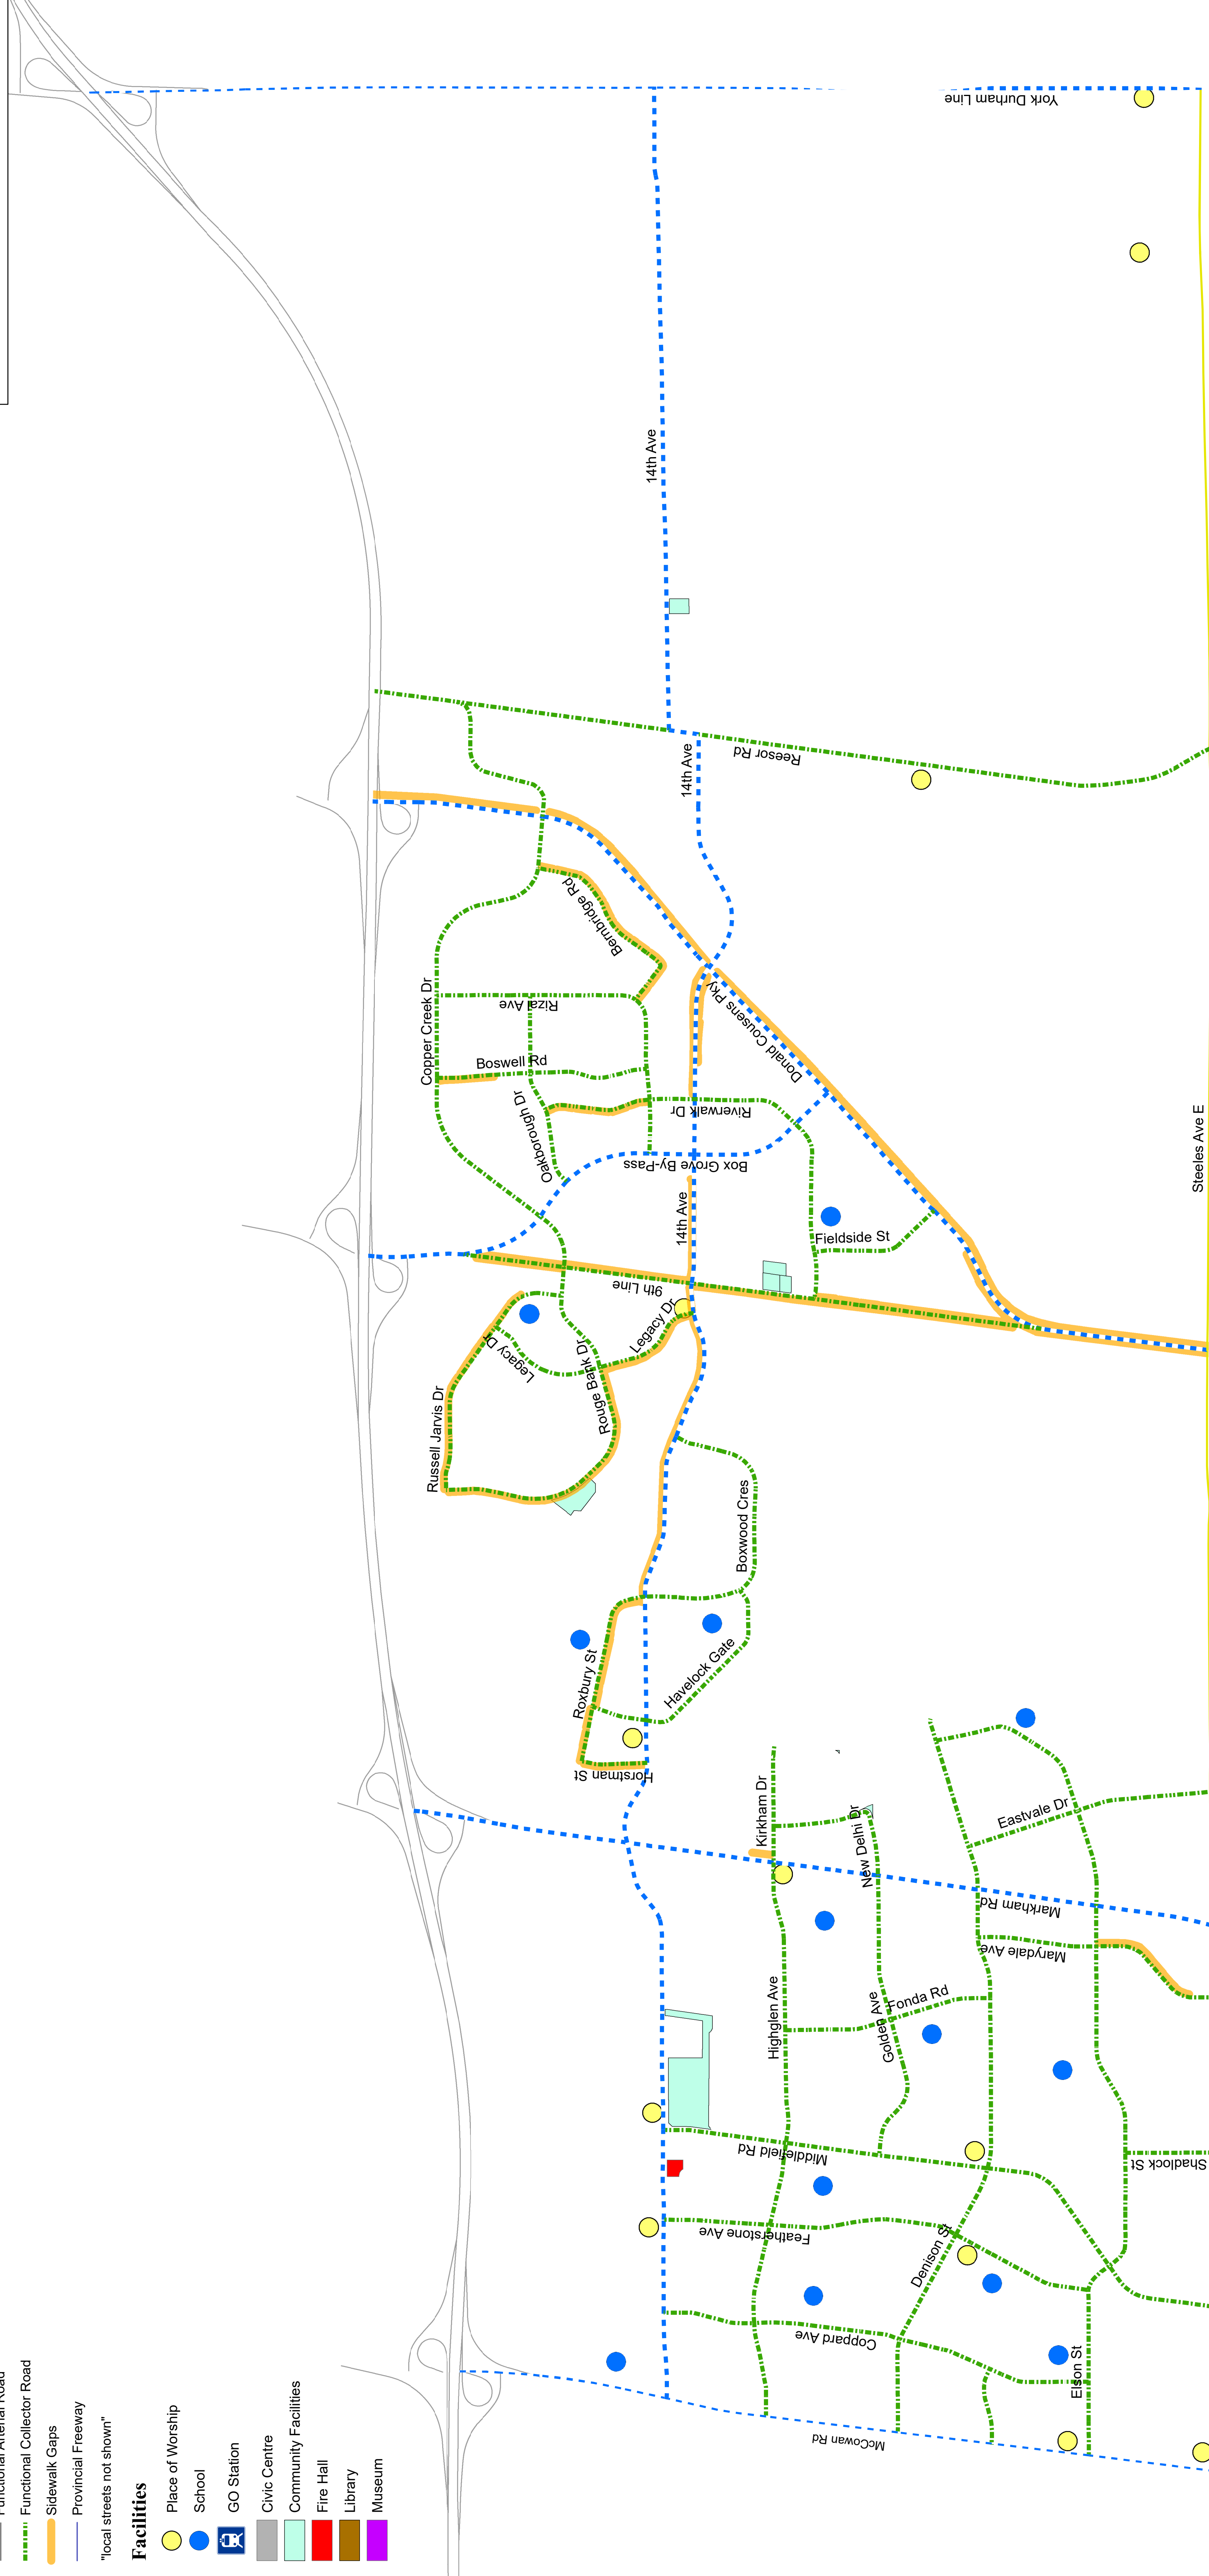 Functional Arterial Road
Functional Collector Road
Sidewalk Gaps
Provincial Freeway
"local streets not shown"
Facilities
Place of Worship
School
GO Station
Civic Centre
Community Facilities
Fire Hall
Library
Museum
York Durham Line
14th Ave
14th Ave
Reesor Rd
Bernbridge Rd
Copper Creek Dr
Rizal Ave
Boswell Rd
Donald Cousens Pky
Oakborough Dr
Riverwalk Dr
Box Grove By-Pass
Steeles Ave E
14th Ave
Fieldside St
9th Line
Legacy Dr
Legacy Dr
Rouge Bank Dr
Russell Jarvis Dr
Boxwood Cres
Roxbury St
Havelock Gate
Horstman St
Kirkham Dr
New Delhi Dr
Eastvale Dr
Markham Rd
Marydale Ave
Highglen Ave
Golden Ave
Fonda Rd
Middlefield Rd
Shadlock St
Featherstone Ave
Denison St
Coppard Ave
Elson St
McCowan Rd